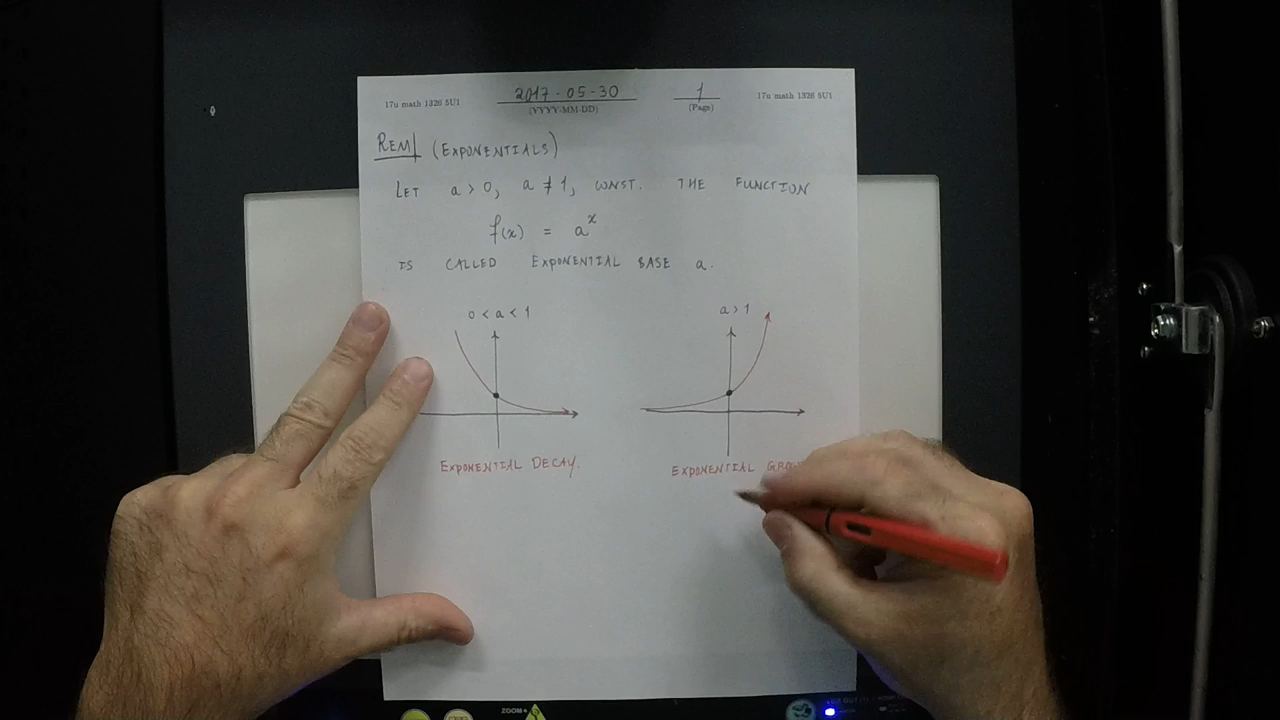 17u math 1326 5U1 2017-05-30 1 17u math 1326 5U1
(YYYY-MM-DD) (Page)
REM (EXPONENTIALS)
LET a > 0, a ≠ 1, CONST. THE FUNCTION
f(x) = a^x
IS CALLED EXPONENTIAL BASE a.
0 < a < 1 a > 1
EXPONENTIAL DECAY. EXPONENTIAL
ZOOM